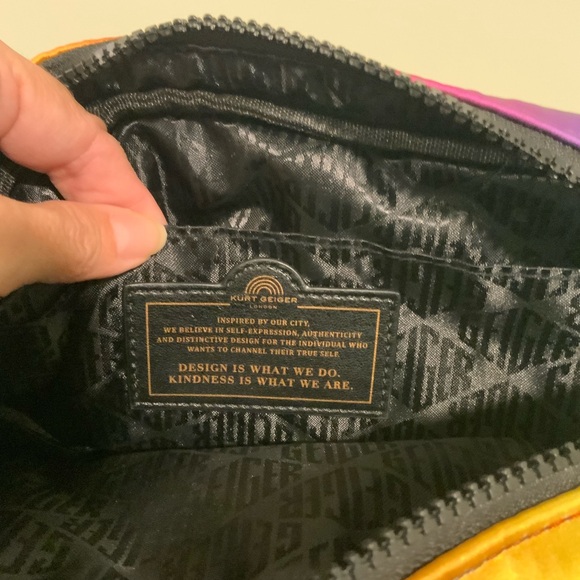 KURT GEIGER
LONDON
INSPIRED BY OUR CITY.
WE BELIEVE IN SELF-EXPRESSION, AUTHENTICITY
AND DISTINCTIVE DESIGN FOR THE INDIVIDUAL WHO
WANTS TO CHANNEL THEIR TRUE SELF.
DESIGN IS WHAT WE DO.
KINDNESS IS WHAT WE ARE.
GEIGER